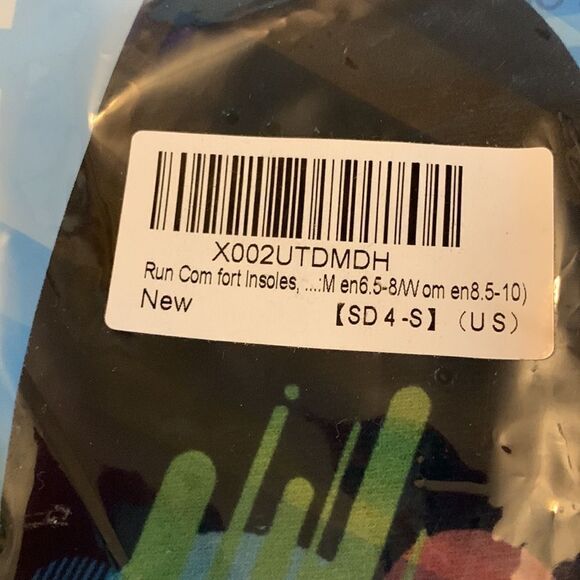 X002UTDMDH
Run Com fort Insoles, ...:M en6.5-8/W om en8.5-10)
New 【SD 4 -S】 (U S)